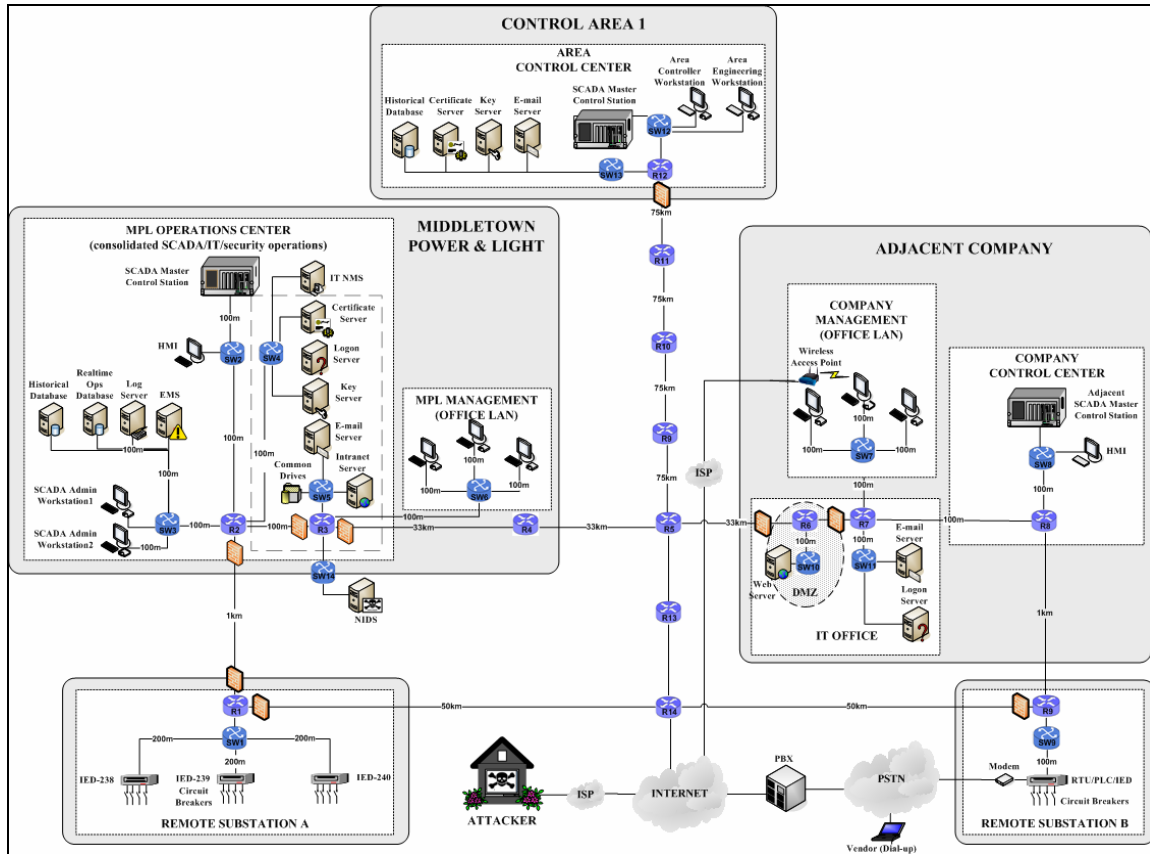 CONTROL AREA 1
AREA
CONTROL CENTER
Historical
Database
Certificate
Server
Key
Server
E-mail
Server
SCADA Master
Control Station
Area
Controller
Workstation
Area
Engineering
Workstation
SW12
SW13
R12
75km
R11
75km
R10
75km
R9
75km
MIDDLETOWN
POWER & LIGHT
MPL OPERATIONS CENTER
(consolidated SCADA/IT/security operations)
SCADA Master
Control Station
IT NMS
100m
Certificate
Server
HMI
SW2
SW4
Logon
Server
Key
Server
Historical
Database
Realtime
Ops
Database
Log
Server
EMS
100m
100m
E-mail
Server
Intranet
Server
Common
Drives
SW5
100m
SCADA Admin
Workstation1
SW3
100m
R2
100m
R3
SCADA Admin
Workstation2
100m
MPL MANAGEMENT
(OFFICE LAN)
100m
100m
100m
SW6
100m
33km
R4
33km
R5
33km
SW14
NIDS
1km
R13
ADJACENT COMPANY
COMPANY
MANAGEMENT
(OFFICE LAN)
Wireless
Access Point
100m
100m
100m
SW7
100m
ISP
COMPANY
CONTROL CENTER
Adjacent
SCADA Master
Control Station
SW8
HMI
100m
R6
R7
100m
R8
100m
100m
SW10
SW11
E-mail
Server
Web
Server
DMZ
Logon
Server
IT OFFICE
1km
R1
50km
R14
50km
R9
SW1
200m
200m
200m
IED-238
IED-239
Circuit
Breakers
IED-240
REMOTE SUBSTATION A
ATTACKER
ISP
INTERNET
PBX
PSTN
Vendor (Dial-up)
Modem
SW9
100m
RTU/PLC/IED
Circuit Breakers
REMOTE SUBSTATION B